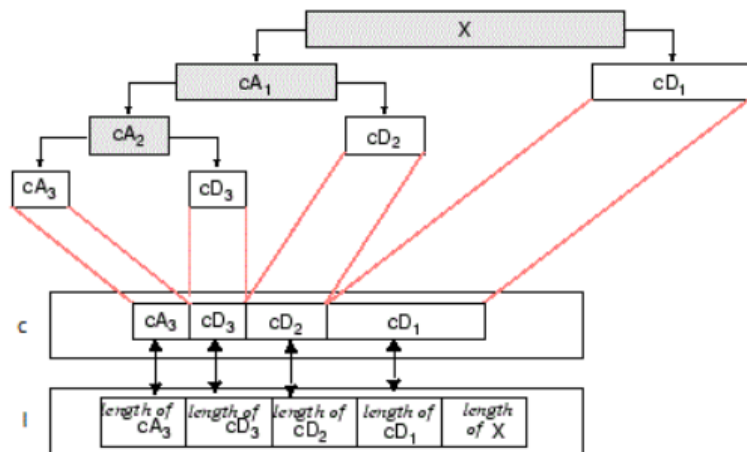 X
cA₁
cD₁
cA₂
cD₂
cA₃
cD₃
C
cA₃ cD₃ cD₂ cD₁
l
length of cA₃
length of cD₃
length of cD₂
length of cD₁
length of X